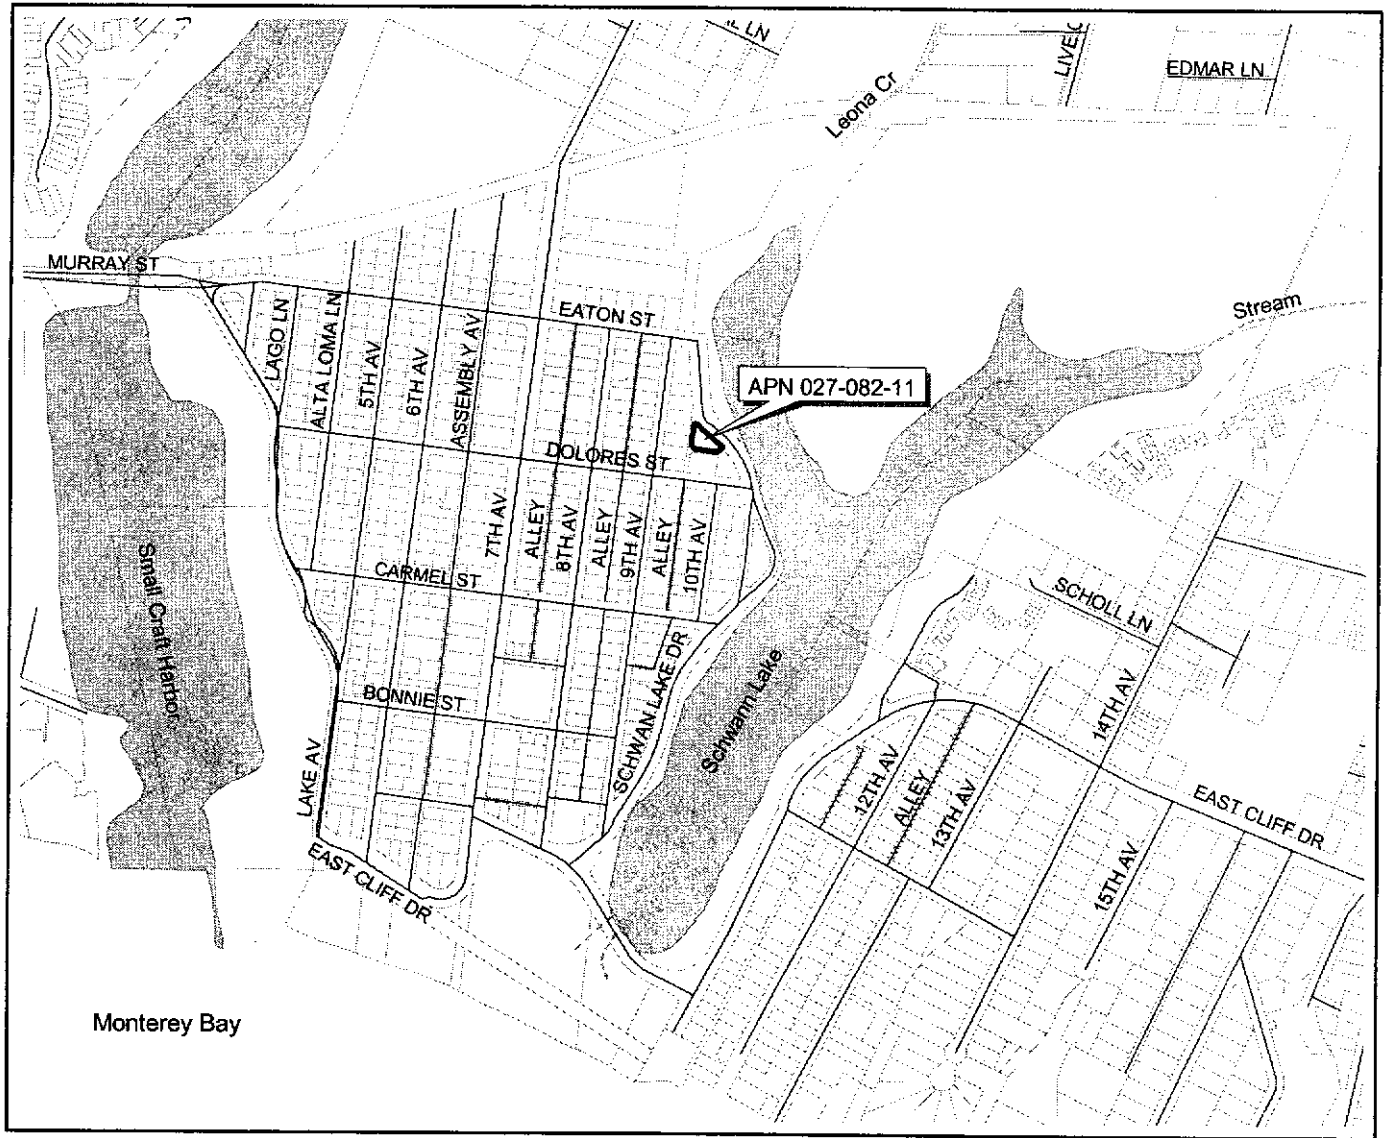 LIVE
EDMAR LN
Leona Cr
MURRAY ST
EATON ST
Stream
LAGO LN
ALTA LOMA LN
5TH AV
6TH AV
ASSEMBLY AV
APN 027-082-11
DOLORES ST
7TH AV
ALLEY
8TH AV
ALLEY
9TH AV
ALLEY
10TH AV
CARMEL ST
Small Craft Harbor
SCHOLL LN
BONNIE ST
SCHWAN LAKE DR
Schwann Lake
14TH AV
LAKE AV
12TH AV
ALLEY
13TH AV
EAST CLIFF DR
EAST CLIFF DR
15TH AV
Monterey Bay